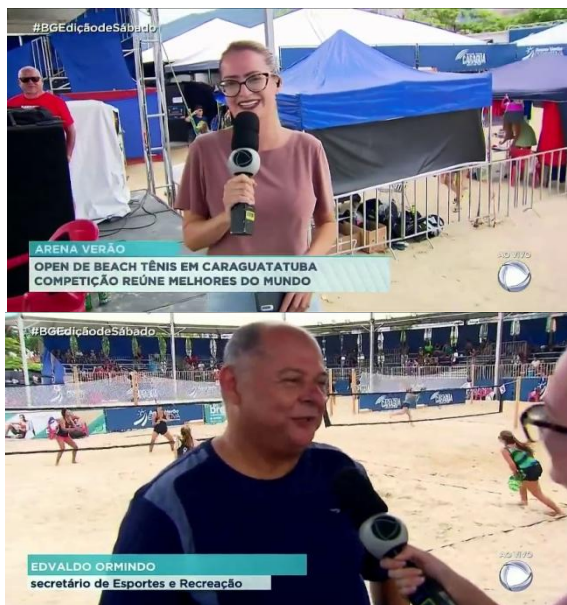 #BGEdiçãodeSábado
CARAGUÁ
ARENA VERÃO
OPEN DE BEACH TÊNIS EM CARAGUATATUBA
COMPETIÇÃO REÚNE MELHORES DO MUNDO
AO VIVO
#BGEdiçãodeSábado
EDVALDO ORMINDO
secretário de Esportes e Recreação
AO VIVO